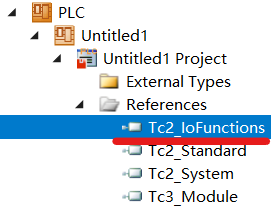 PLC
Untitled1
Untitled1 Project
External Types
References
Tc2_IoFunctions
Tc2_Standard
Tc2_System
Tc3_Module